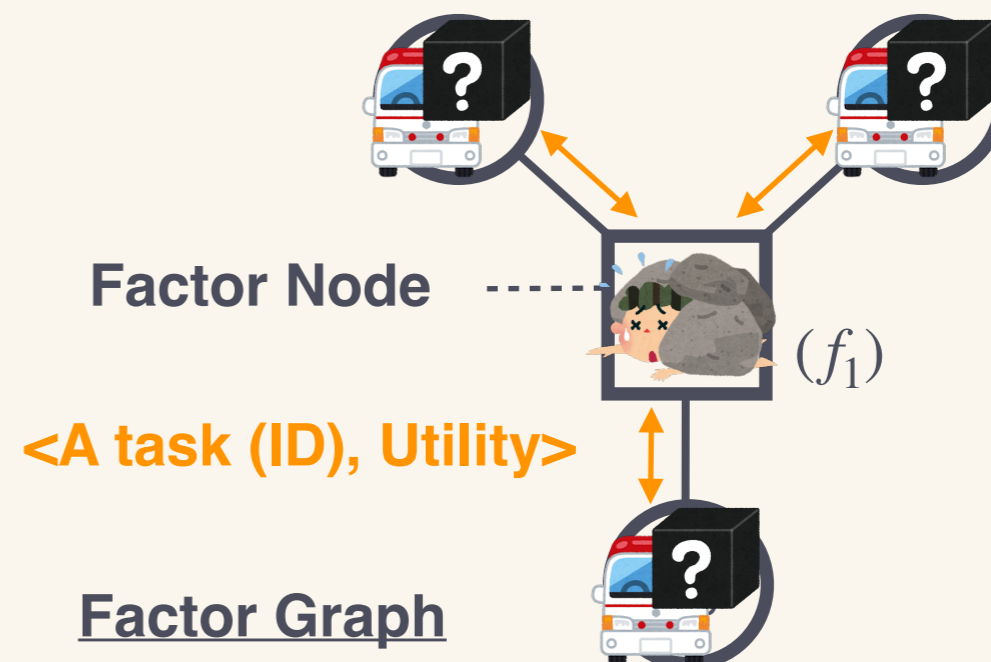 ? ?
Factor Node
(f₁)
<A task (ID), Utility>
?
Factor Graph